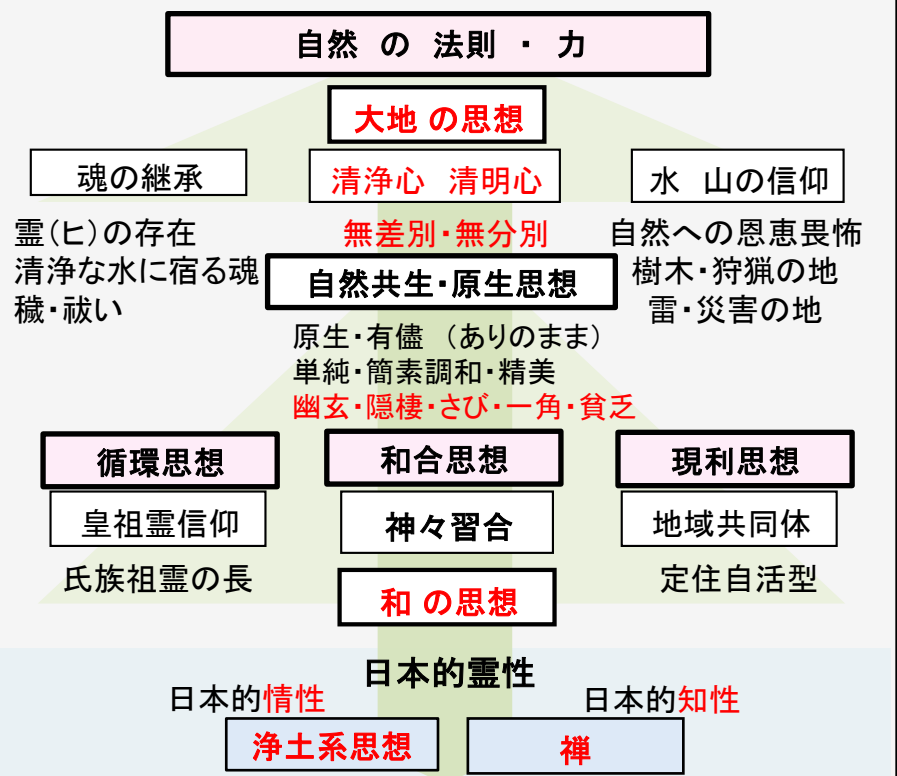 自然 の 法則 ・ 力
大地 の思想
魂の継承
清浄心 清明心
水 山の信仰
霊(ヒ)の存在
清浄な水に宿る魂
穢・祓い
無差別・無分別
自然への恩恵畏怖
樹木・狩猟の地
雷・災害の地
自然共生・原生思想
原生・有儘 (ありのまま)
単純・簡素調和・精美
幽玄・隠棲・さび・一角・貧乏
循環思想
和合思想
現利思想
皇祖霊信仰
神々習合
地域共同体
氏族祖霊の長
定住自活型
和 の思想
日本的霊性
日本的情性
日本的知性
浄土系思想
禅